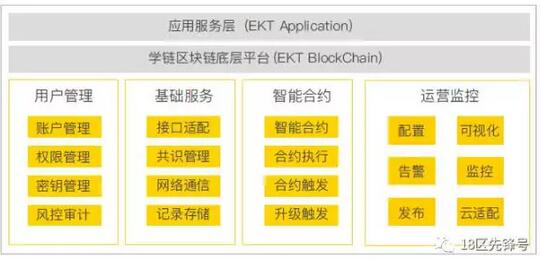 应用服务层（EKT Application）
学链区块链底层平台（EKT BlockChain）
用户管理
账户管理
权限管理
密钥管理
风控审计
基础服务
接口适配
共识管理
网络通信
记录存储
智能合约
智能合约
合约执行
合约触发
升级触发
运营监控
配置 可视化
告警 监控
发布 云适配
18区先锋号